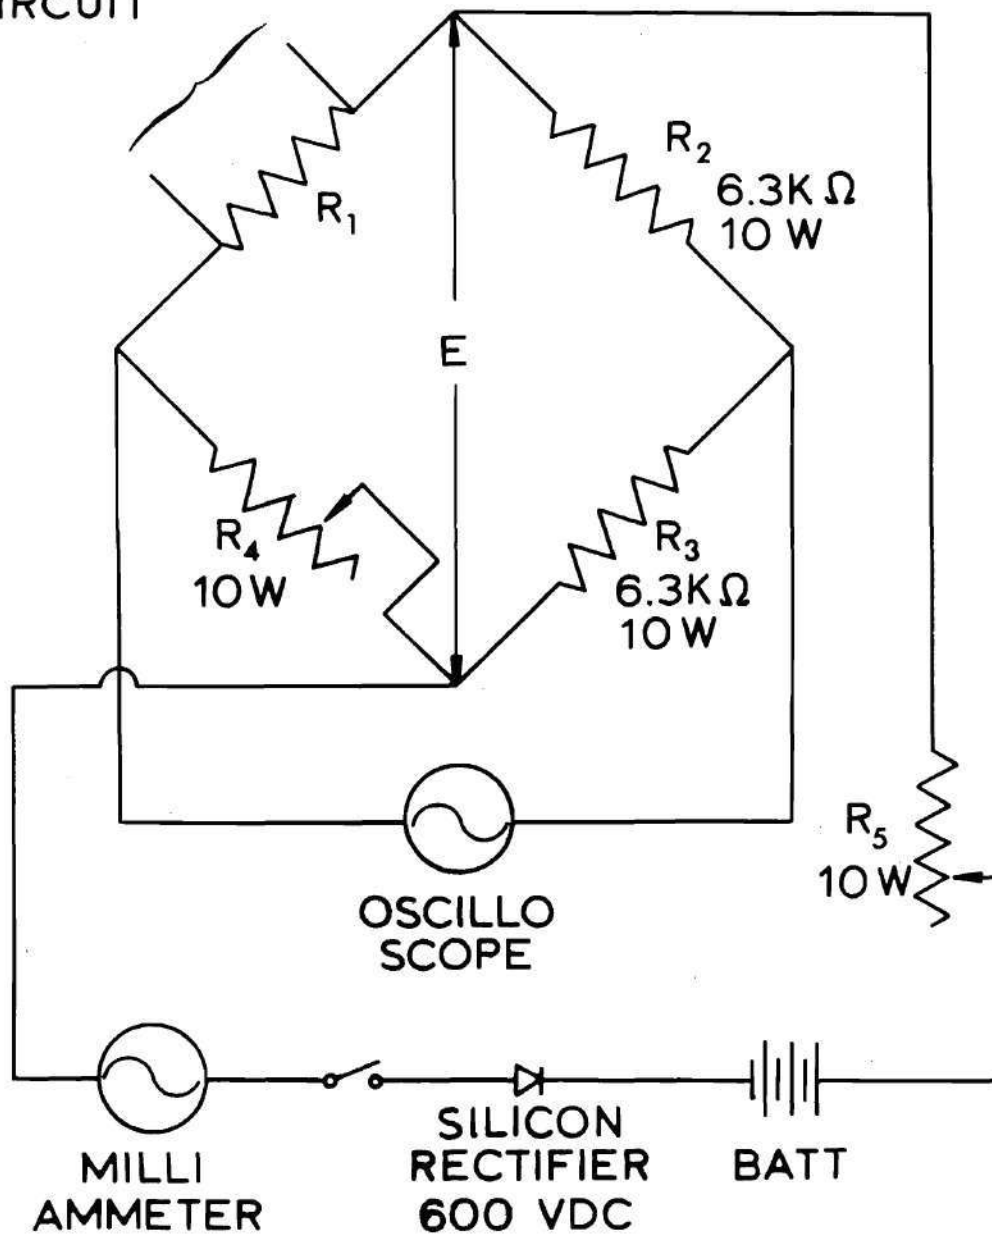 R₁
R₂
6.3K Ω
10 W
E
R₄
10 W
R₃
6.3K Ω
10 W
R₅
10 W
OSCILLO
SCOPE
MILLI
AMMETER
SILICON
RECTIFIER
600 VDC
BATT